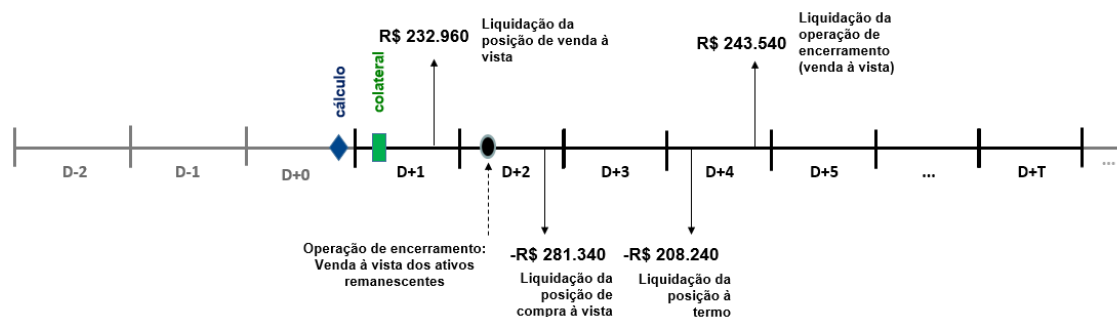 R$ 232.960
Liquidação da
posição de venda à
vista
R$ 243.540
Liquidação da
operação de
encerramento
(venda à vista)
cálculo
colateral
D-2
D-1
D+0
D+1
D+2
D+3
D+4
D+5
...
D+T
...
Operação de encerramento:
Venda à vista dos ativos
remanescentes
-R$ 281.340
Liquidação da
posição de
compra à vista
-R$ 208.240
Liquidação da
posição à
termo